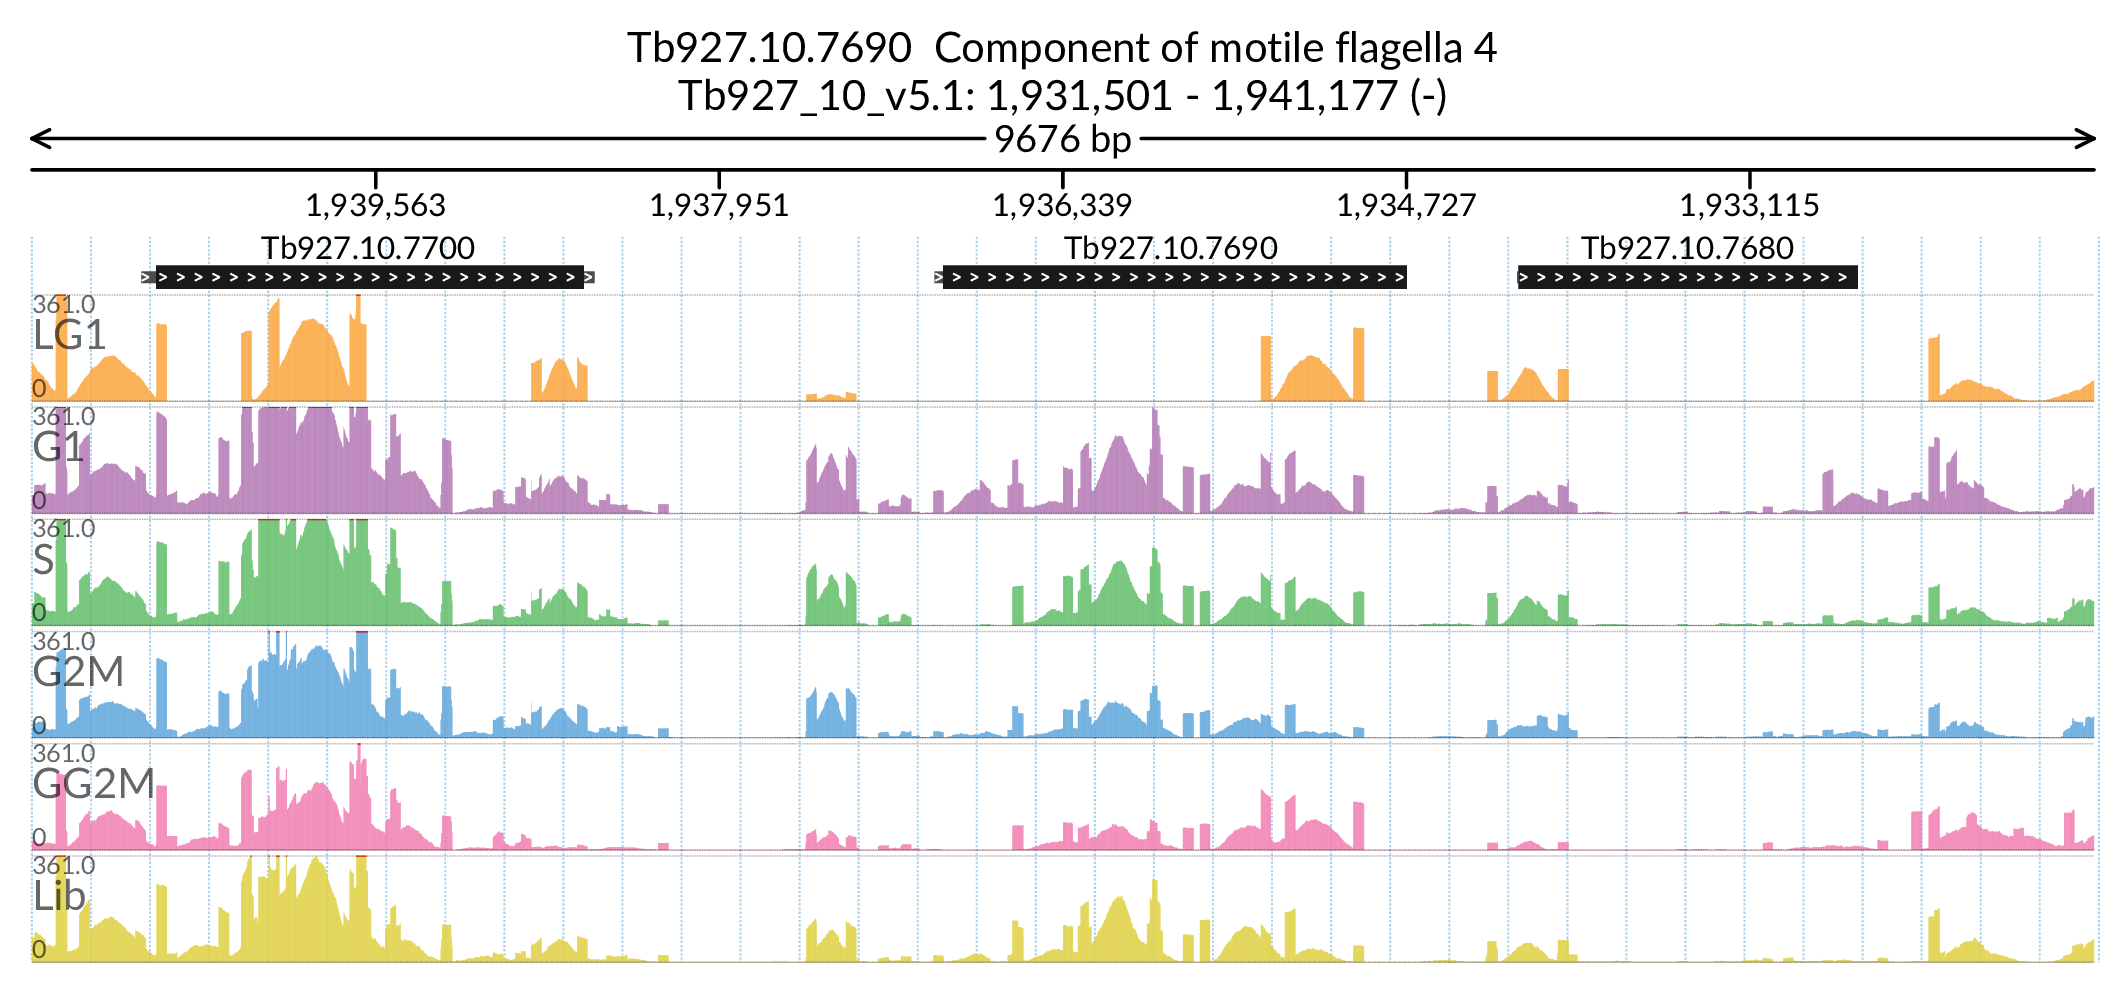 Tb927.10.7690  Component of motile flagella 4
Tb927_10_v5.1: 1,931,501 - 1,941,177 (-)
9676 bp
1,939,563 1,937,951 1,936,339 1,934,727 1,933,115
Tb927.10.7700 Tb927.10.7690 Tb927.10.7680
361.0
LG1
0
361.0
G1
0
361.0
S
0
361.0
G2M
0
361.0
GG2M
0
361.0
Lib
0